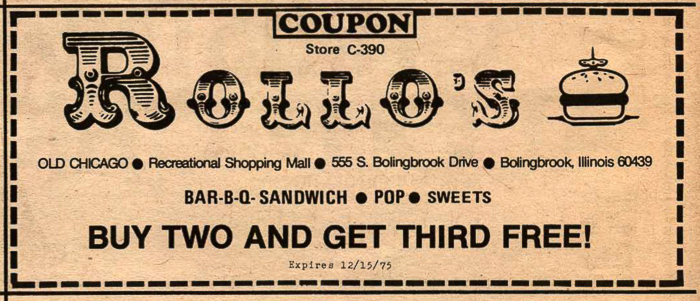 COUPON
Store C-390
ROLLO'S
OLD CHICAGO ● Recreational Shopping Mall ● 555 S. Bolingbrook Drive ● Bolingbrook, Illinois 60439
BAR-B-Q- SANDWICH ● POP ● SWEETS
BUY TWO AND GET THIRD FREE!
Expires 12/15/75